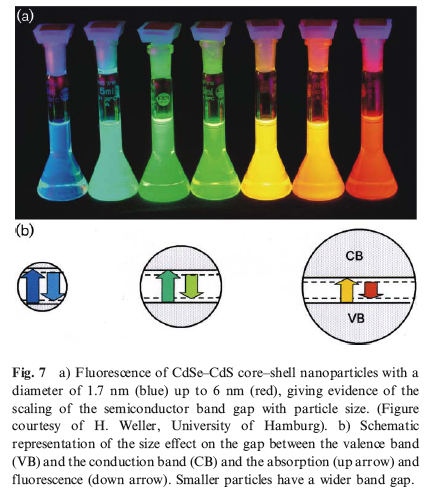 (a)
5ml
(b)
CB
VB
Fig. 7 a) Fluorescence of CdSe–CdS core–shell nanoparticles with a
diameter of 1.7 nm (blue) up to 6 nm (red), giving evidence of the
scaling of the semiconductor band gap with particle size. (Figure
courtesy of H. Weller, University of Hamburg). b) Schematic
representation of the size effect on the gap between the valence band
(VB) and the conduction band (CB) and the absorption (up arrow) and
fluorescence (down arrow). Smaller particles have a wider band gap.